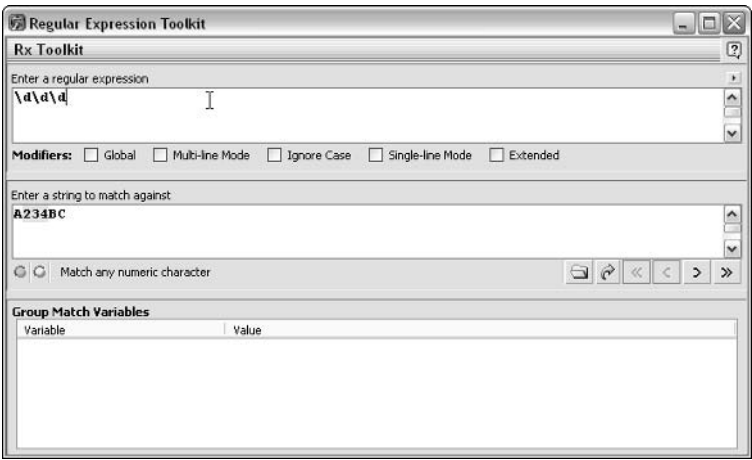 Regular Expression Toolkit
Rx Toolkit
Enter a regular expression
\d\d\d
Modifiers: Global Multi-line Mode Ignore Case Single-line Mode Extended
Enter a string to match against
A234BC
Match any numeric character
Group Match Variables
Variable Value